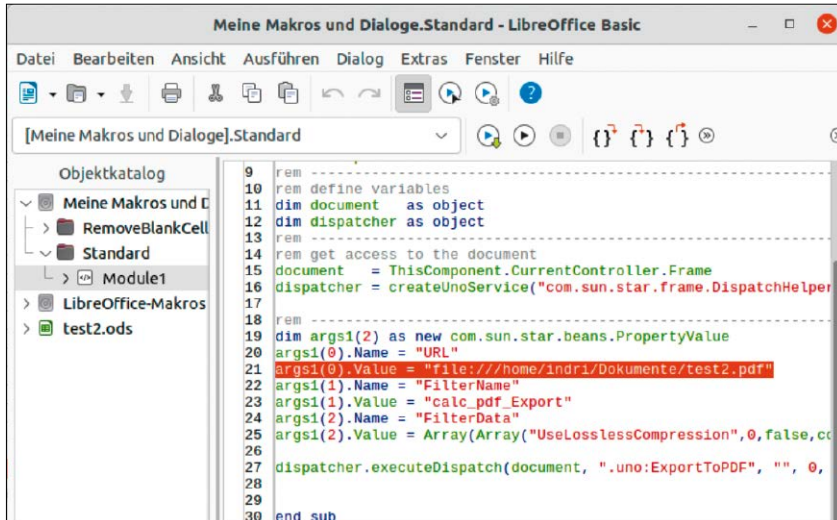 Meine Makros und Dialoge.Standard - LibreOffice Basic
Datei Bearbeiten Ansicht Ausführen Dialog Extras Fenster Hilfe
[Meine Makros und Dialoge].Standard
Objektkatalog
Meine Makros und D
RemoveBlankCell
Standard
Module1
LibreOffice-Makros
test2.ods
9 rem ----------------------------------------------------------------------
10 rem define variables
11 dim document   as object
12 dim dispatcher as object
13 rem ----------------------------------------------------------------------
14 rem get access to the document
15 document   = ThisComponent.CurrentController.Frame
16 dispatcher = createUnoService("com.sun.star.frame.DispatchHelper
17
18 rem ----------------------------------------------------------------------
19 dim args1(2) as new com.sun.star.beans.PropertyValue
20 args1(0).Name = "URL"
21 args1(0).Value = "file:///home/indri/Dokumente/test2.pdf"
22 args1(1).Name = "FilterName"
23 args1(1).Value = "calc_pdf_Export"
24 args1(2).Name = "FilterData"
25 args1(2).Value = Array(Array("UseLosslessCompression",0,false,co
26
27 dispatcher.executeDispatch(document, ".uno:ExportToPDF", "", 0,
28
29
30 end sub